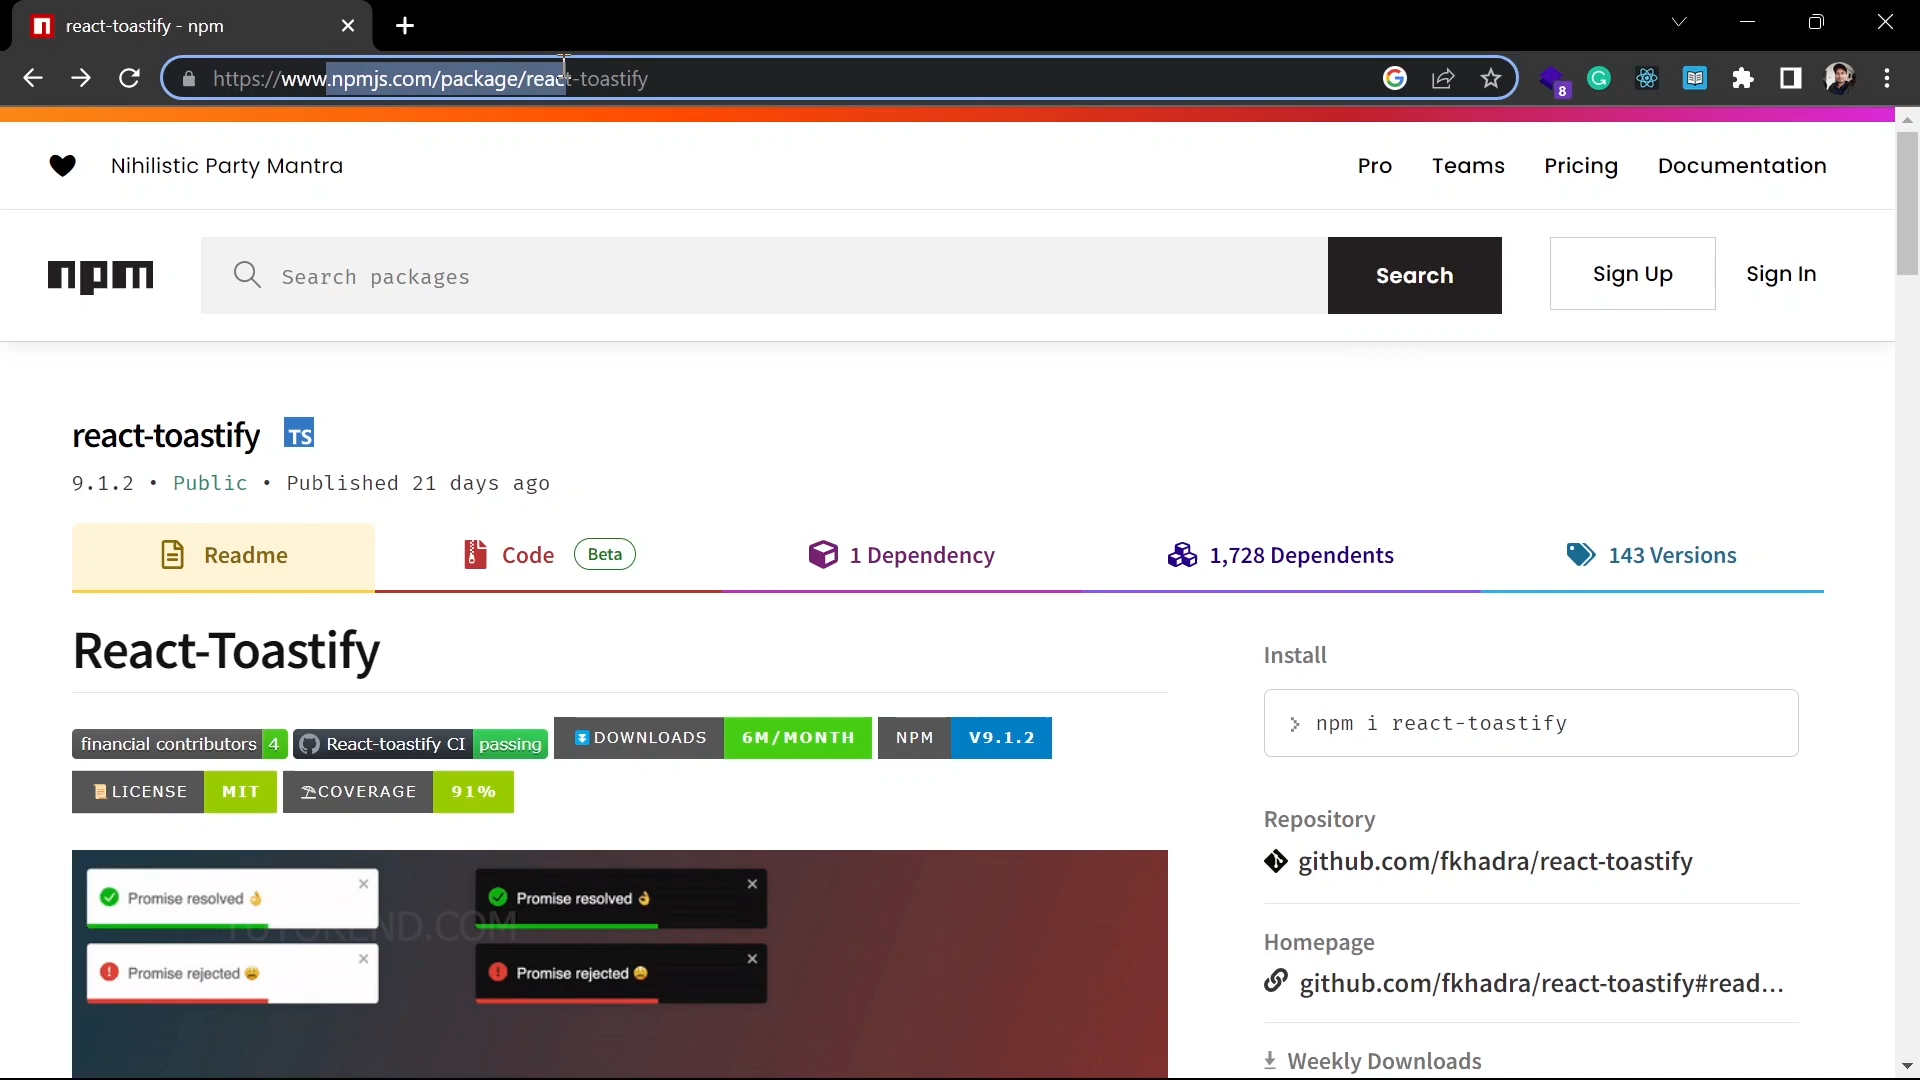 react-toastify - npm
https://www.npmjs.com/package/react-toastify
8
Nihilistic Party Mantra
Pro Teams Pricing Documentation
npm
Search packages
Search
Sign Up
Sign In
react-toastify TS
9.1.2 • Public • Published 21 days ago
Readme
Code Beta
1 Dependency
1,728 Dependents
143 Versions
React-Toastify
financial contributors 4 React-toastify CI passing DOWNLOADS 6M/MONTH NPM V9.1.2
LICENSE MIT COVERAGE 91%
Promise resolved 👌
Promise resolved 👌
TUTOREND.COM
Promise rejected
Promise rejected
Install
> npm i react-toastify
Repository
github.com/fkhadra/react-toastify
Homepage
github.com/fkhadra/react-toastify#read...
Weekly Downloads